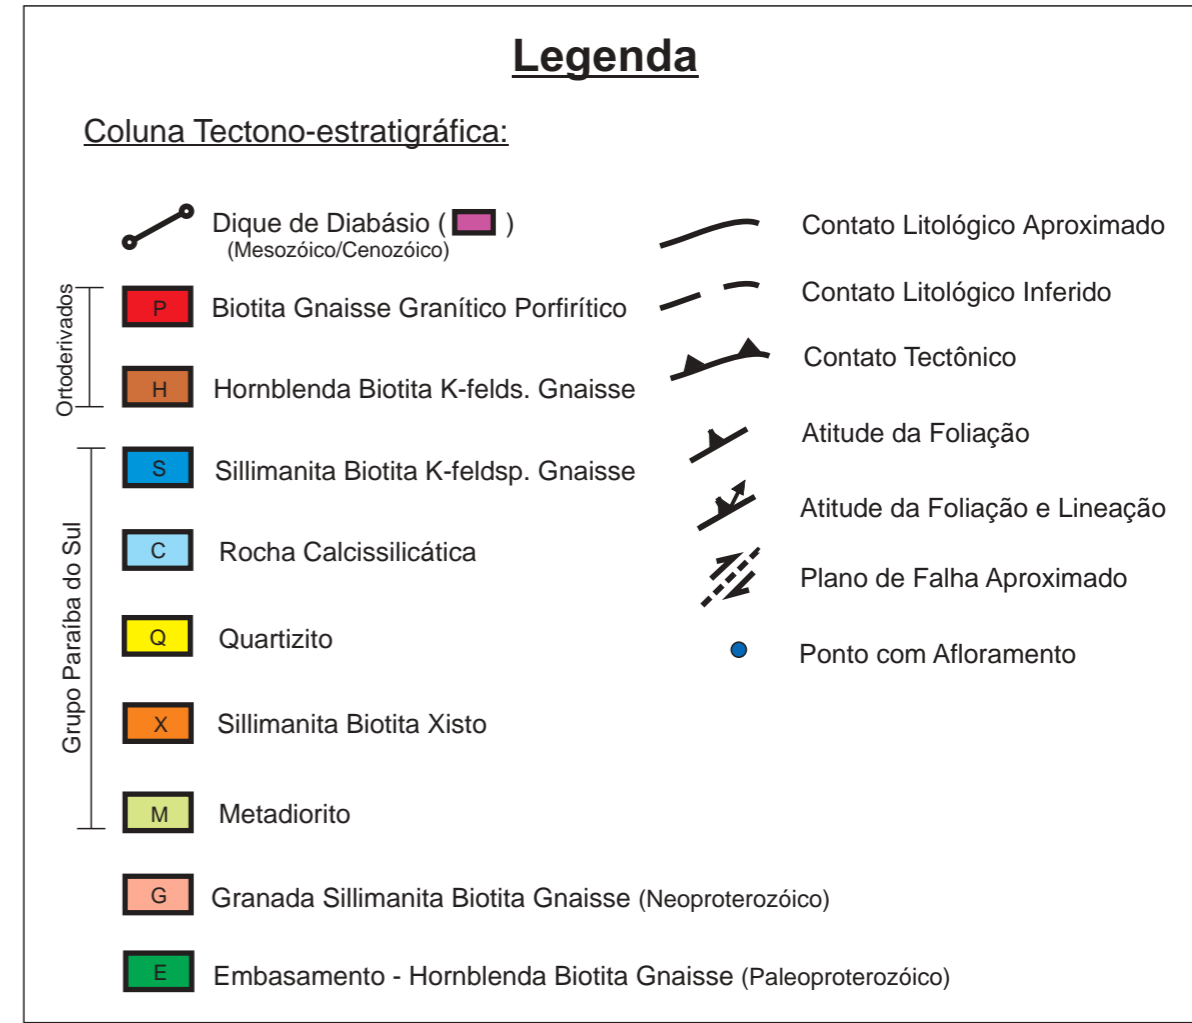 Legenda
Coluna Tectono-estratigráfica:
Dique de Diabásio ( )
(Mesozóico/Cenozóico)
Ortoderivados
P Biotita Gnaisse Granítico Porfirítico
H Hornblenda Biotita K-felds. Gnaisse
Grupo Paraíba do Sul
S Sillimanita Biotita K-feldsp. Gnaisse
C Rocha Calcissilicática
Q Quartizito
X Sillimanita Biotita Xisto
M Metadiorito
G Granada Sillimanita Biotita Gnaisse (Neoproterozóico)
E Embasamento - Hornblenda Biotita Gnaisse (Paleoproterozóico)
Contato Litológico Aproximado
Contato Litológico Inferido
Contato Tectônico
Atitude da Foliação
Atitude da Foliação e Lineação
Plano de Falha Aproximado
Ponto com Afloramento